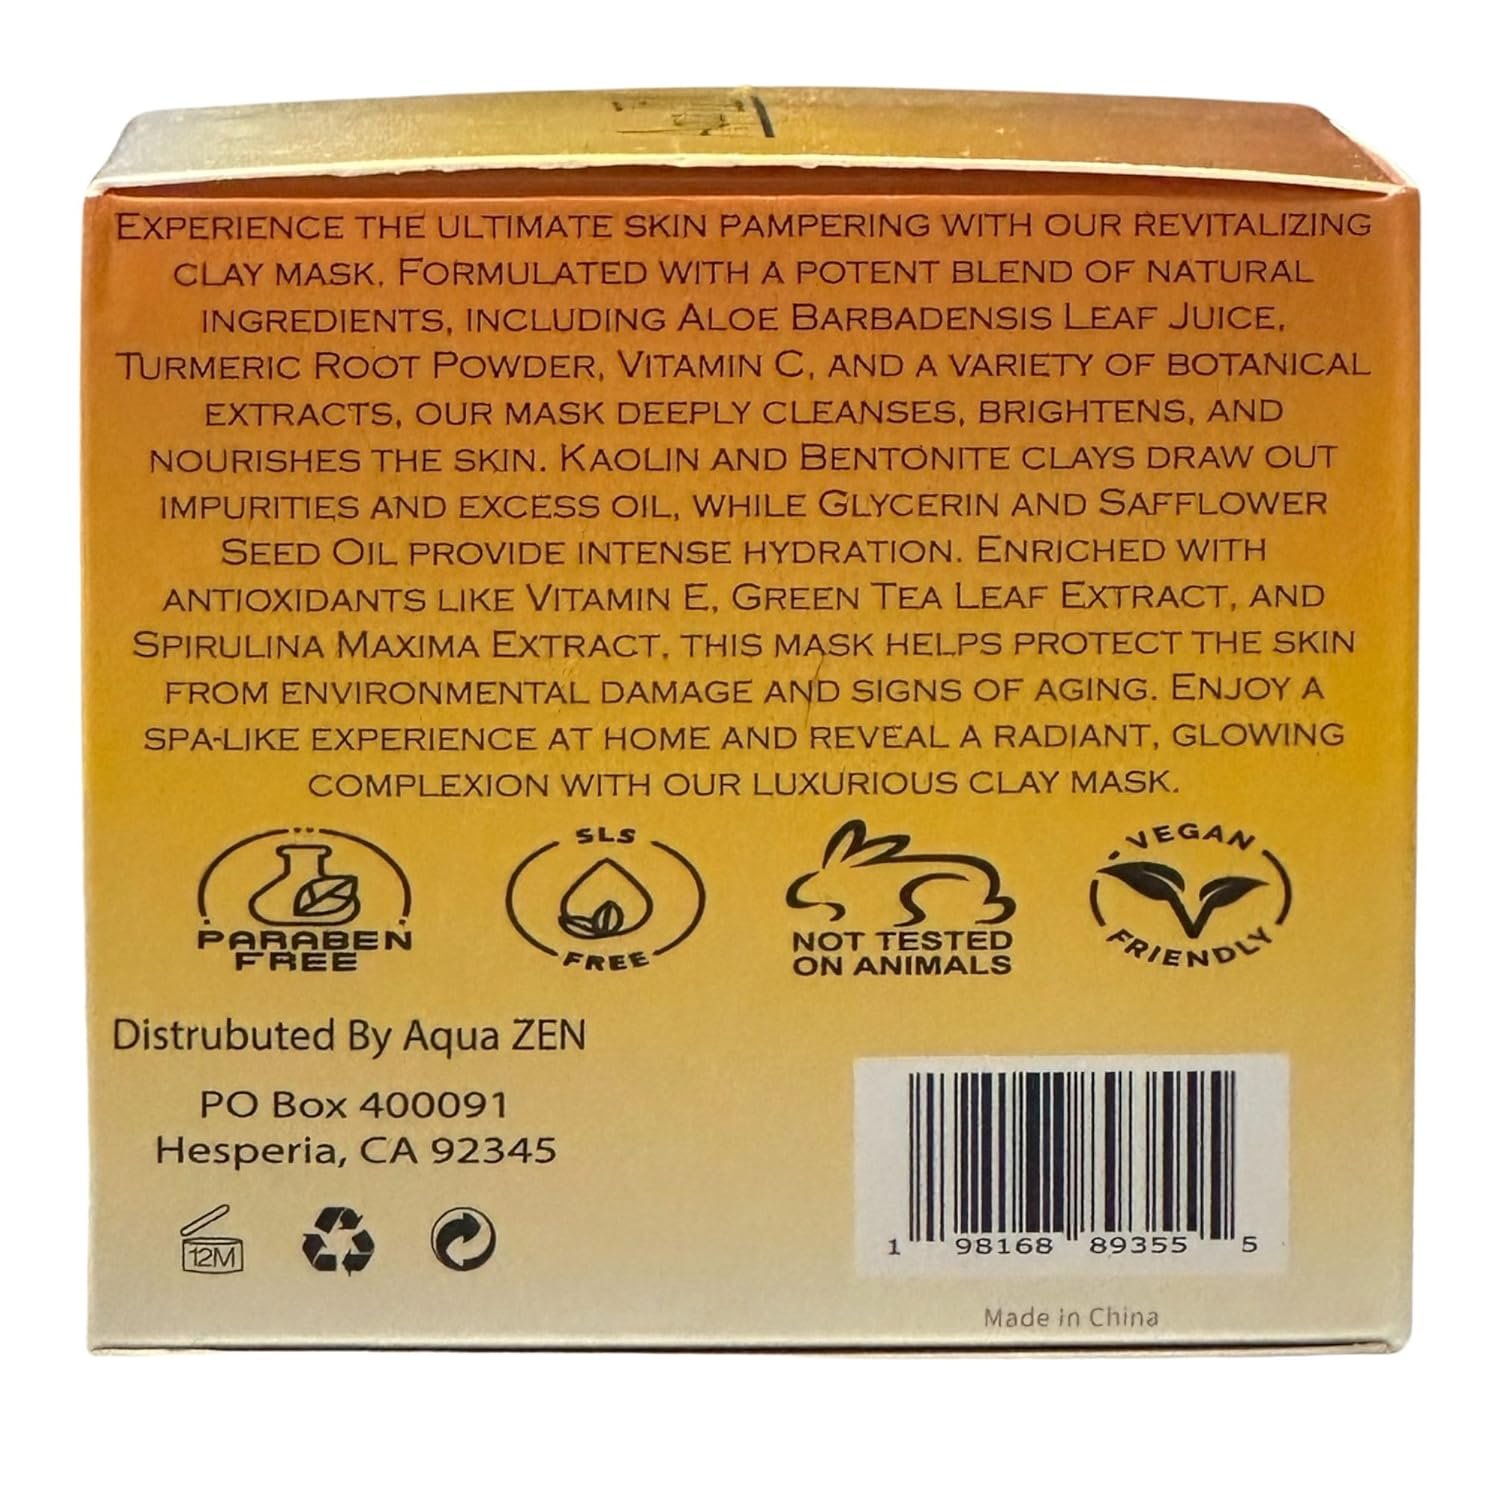 EXPERIENCE THE ULTIMATE SKIN PAMPERING WITH OUR REVITALIZING
CLAY MASK. FORMULATED WITH A POTENT BLEND OF NATURAL
INGREDIENTS, INCLUDING ALOE BARBADENSIS LEAF JUICE,
TURMERIC ROOT POWDER, VITAMIN C, AND A VARIETY OF BOTANICAL
EXTRACTS, OUR MASK DEEPLY CLEANSES, BRIGHTENS, AND
NOURISHES THE SKIN. KAOLIN AND BENTONITE CLAYS DRAW OUT
IMPURITIES AND EXCESS OIL, WHILE GLYCERIN AND SAFFLOWER
SEED OIL PROVIDE INTENSE HYDRATION. ENRICHED WITH
ANTIOXIDANTS LIKE VITAMIN E, GREEN TEA LEAF EXTRACT, AND
SPIRULINA MAXIMA EXTRACT, THIS MASK HELPS PROTECT THE SKIN
FROM ENVIRONMENTAL DAMAGE AND SIGNS OF AGING. ENJOY A
SPA-LIKE EXPERIENCE AT HOME AND REVEAL A RADIANT, GLOWING
COMPLEXION WITH OUR LUXURIOUS CLAY MASK.
PARABEN
FREE
SLS
FREE
NOT TESTED
ON ANIMALS
VEGAN
FRIENDLY
Distrubuted By Aqua ZEN
PO Box 400091
Hesperia, CA 92345
12M
1 98168 89355 5
Made in China